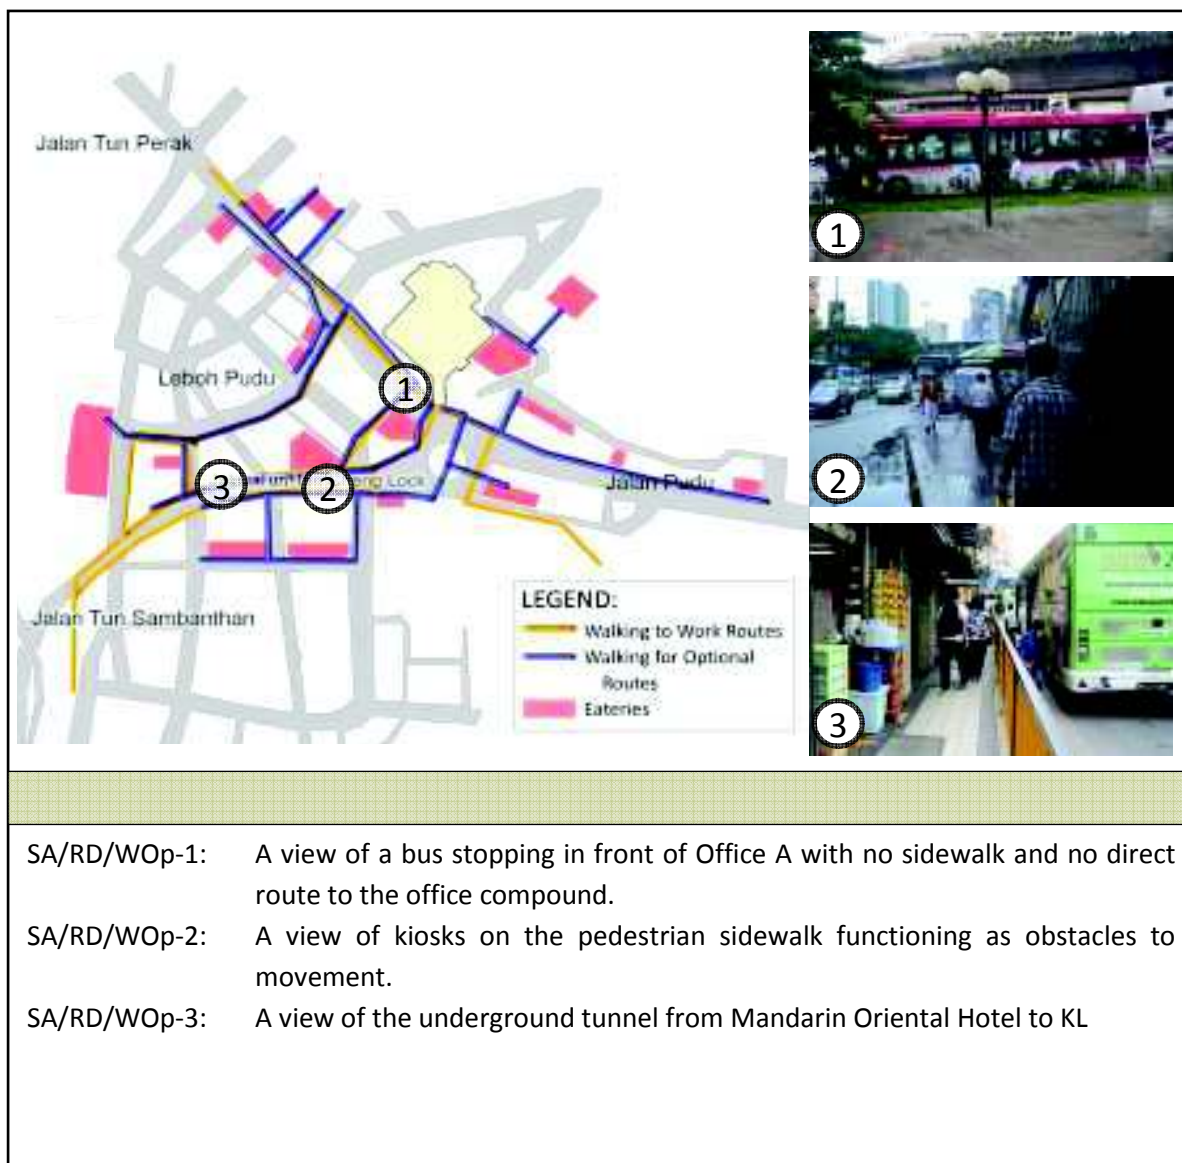 Jalan Tun Perak
1
Leboh Pudu
1
2
3
2
Jalan Pudu
LEGEND:
Walking to Work Routes
Walking for Optional
Routes
Eateries
Jalan Tun Sambanthan
3
SA/RD/WOp-1: A view of a bus stopping in front of Office A with no sidewalk and no direct
route to the office compound.
SA/RD/WOp-2: A view of kiosks on the pedestrian sidewalk functioning as obstacles to
movement.
SA/RD/WOp-3: A view of the underground tunnel from Mandarin Oriental Hotel to KL